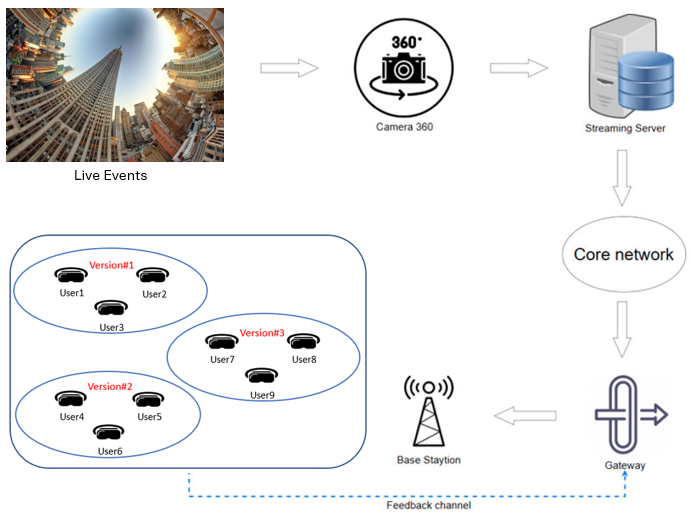 360°
Camera 360
Streaming Server
Live Events
Core network
Version#1
User1
User2
User3
Version#3
User7
User8
User9
Version#2
User4
User5
User6
Base Staytion
Gateway
Feedback channel